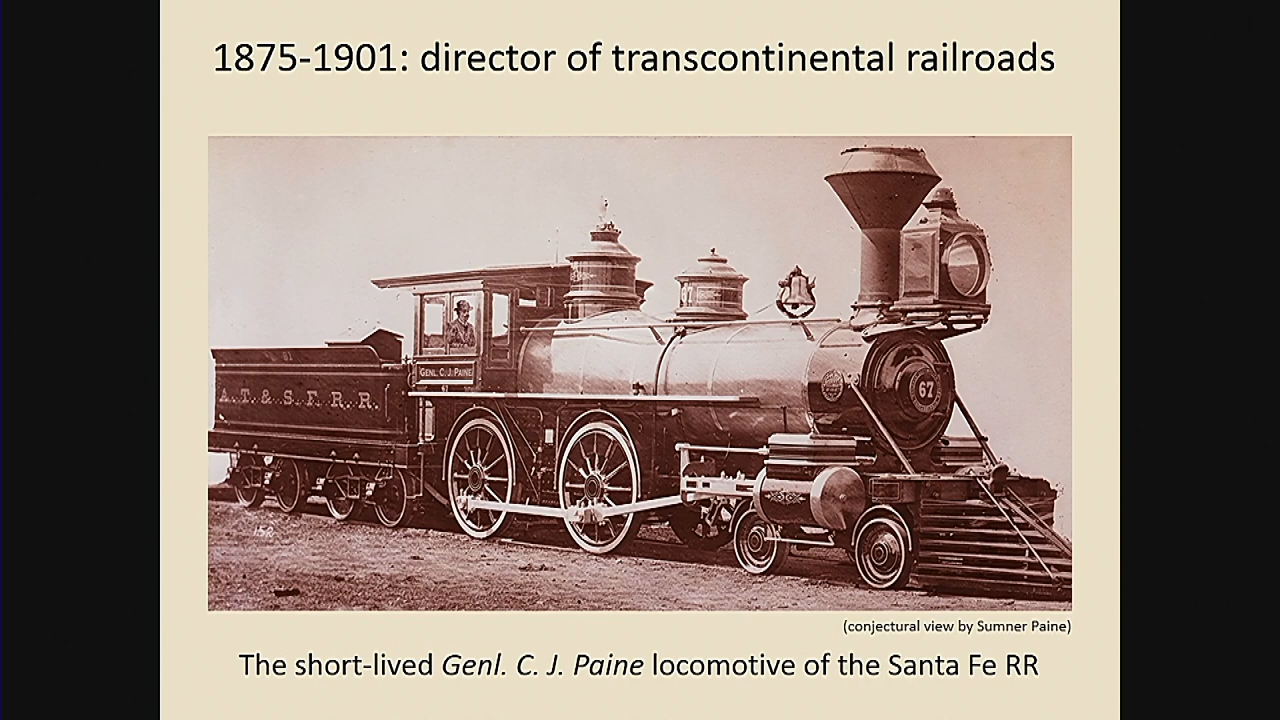 1875-1901: director of transcontinental railroads
GENL. C. J. PAINE
67
A. T. & S. F. R. R.
67
(conjectural view by Sumner Paine)
The short-lived Genl. C. J. Paine locomotive of the Santa Fe RR